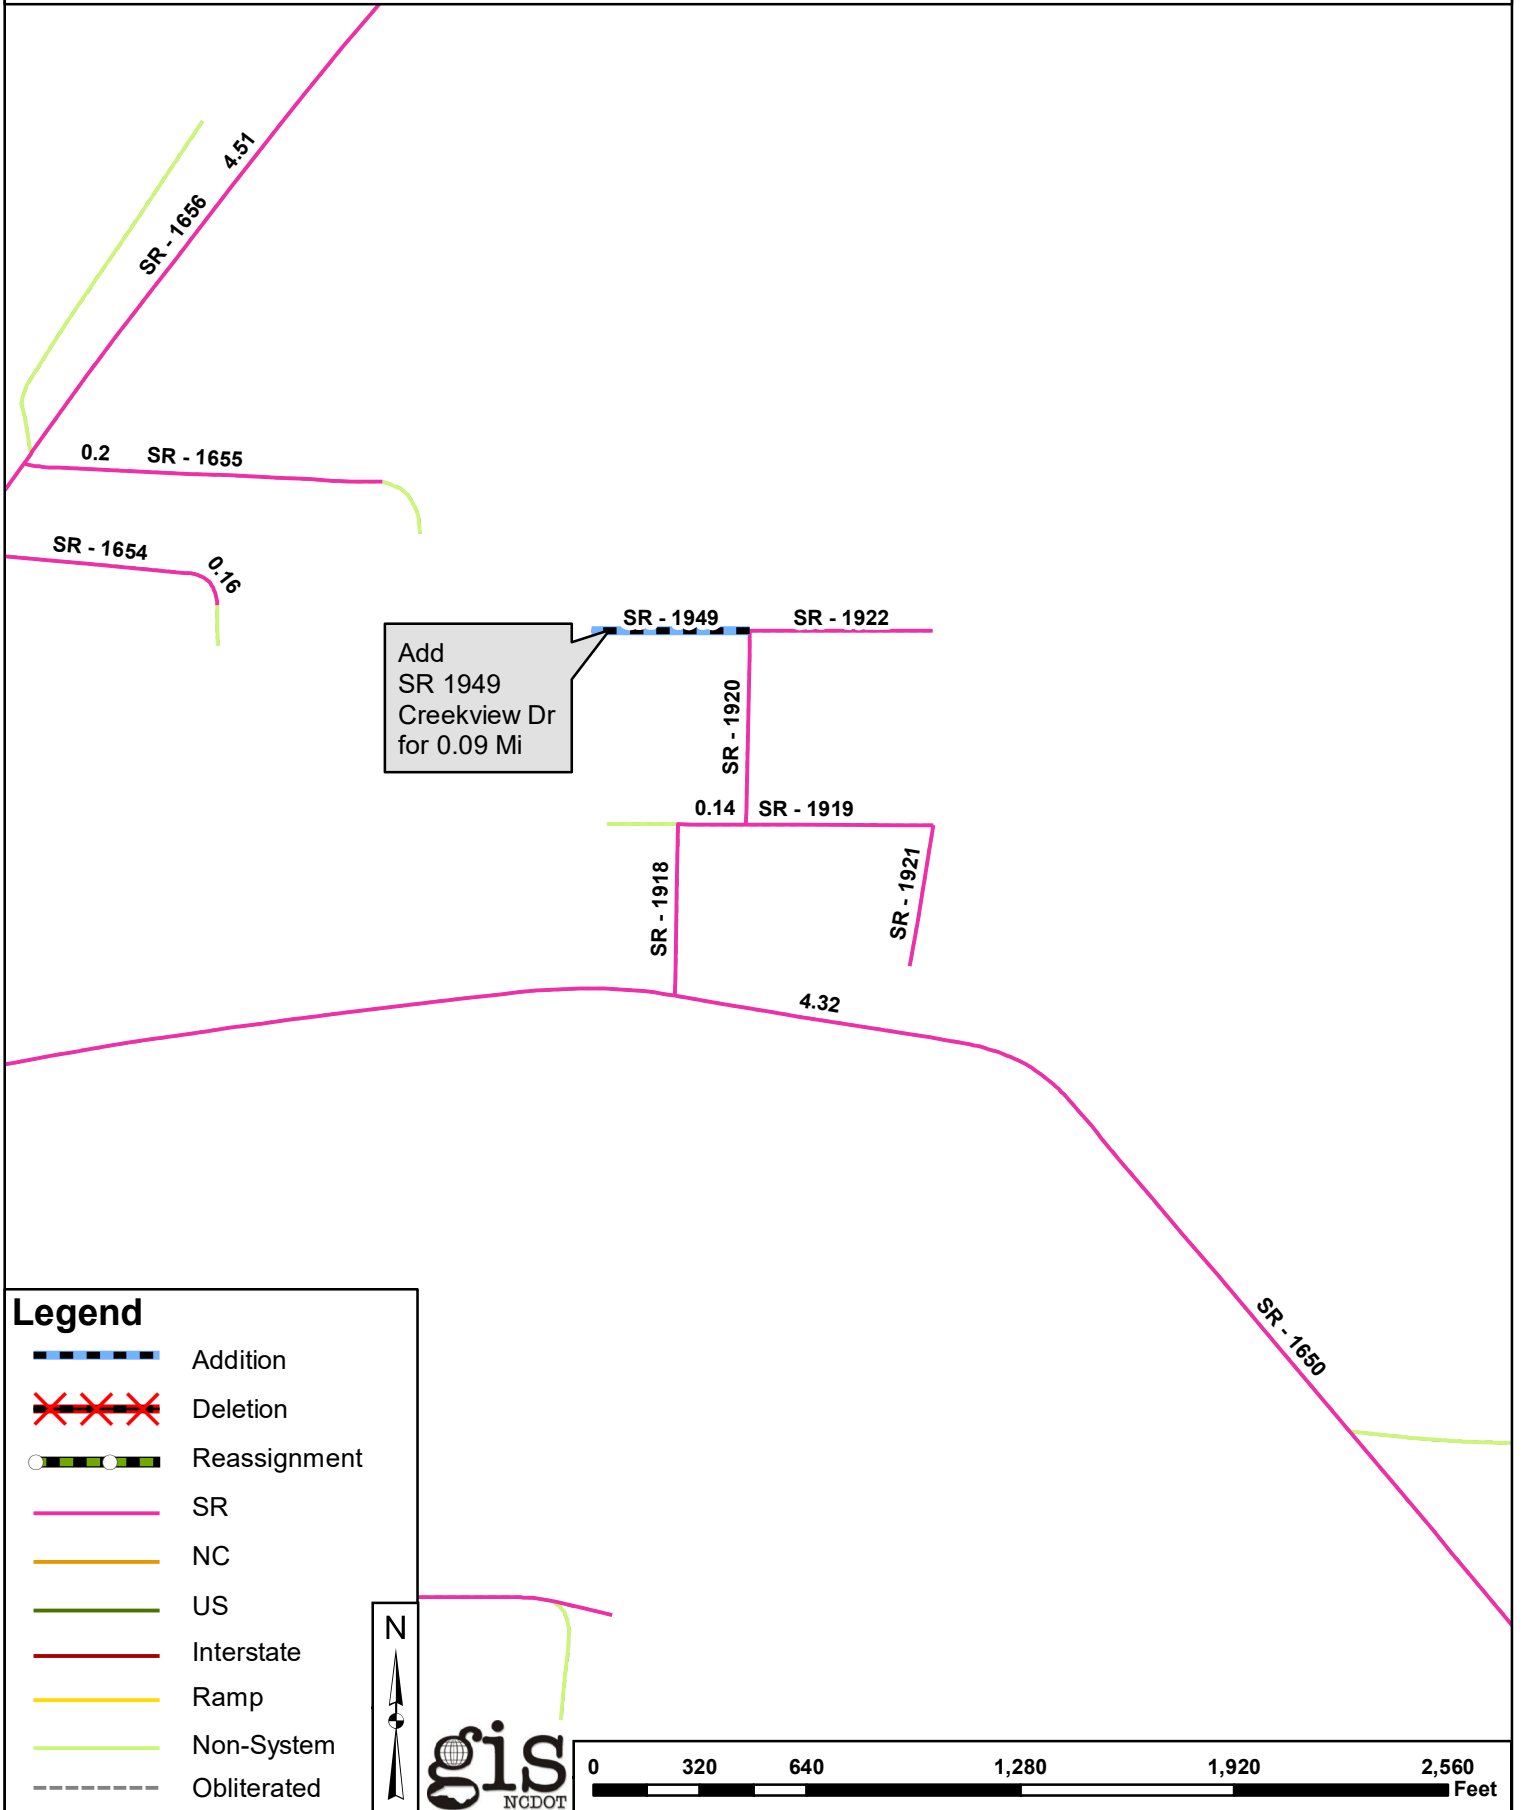 4.51
SR - 1656
0.2 SR - 1655
SR - 1654
0.16
SR - 1949
SR - 1922
Add
SR 1949
Creekview Dr
for 0.09 Mi
SR - 1920
0.14 SR - 1919
SR - 1918
SR - 1921
4.32
SR - 1650
Legend
Addition
Deletion
Reassignment
SR
NC
US
Interstate
Ramp
Non-System
Obliterated
N
gis
NCDOT
0 320 640 1,280 1,920 2,560
Feet